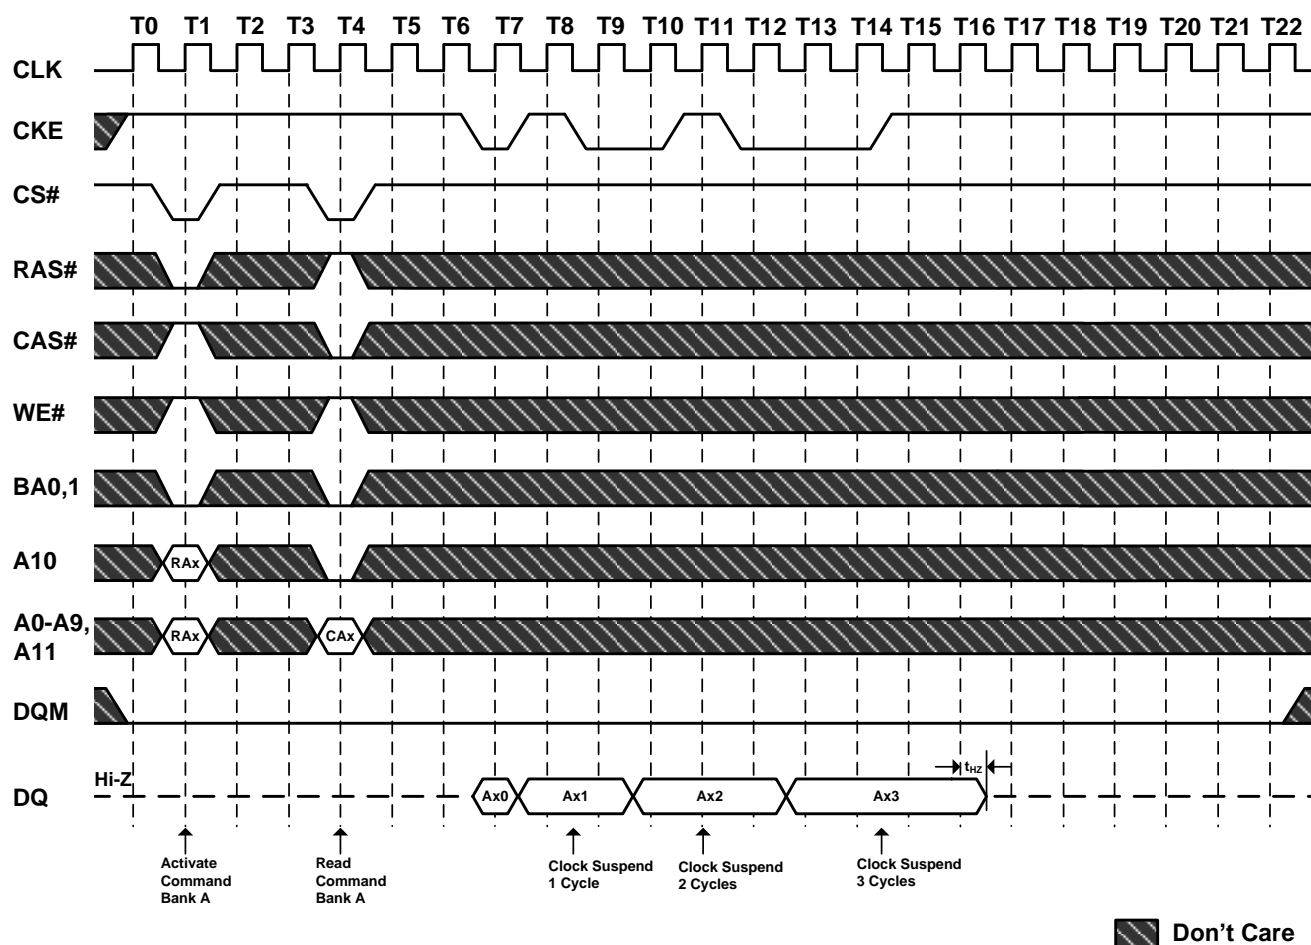 T0 T1 T2 T3 T4 T5 T6 T7 T8 T9 T10 T11 T12 T13 T14 T15 T16 T17 T18 T19 T20 T21 T22
CLK
CKE
CS#
RAS#
CAS#
WE#
BA0,1
A10
RAx
A0-A9,
A11
RAx CAx
DQM
Hi-Z
tHZ
DQ
Ax0 Ax1 Ax2 Ax3
Activate
Command
Bank A
Read
Command
Bank A
Clock Suspend
1 Cycle
Clock Suspend
2 Cycles
Clock Suspend
3 Cycles
Don't Care